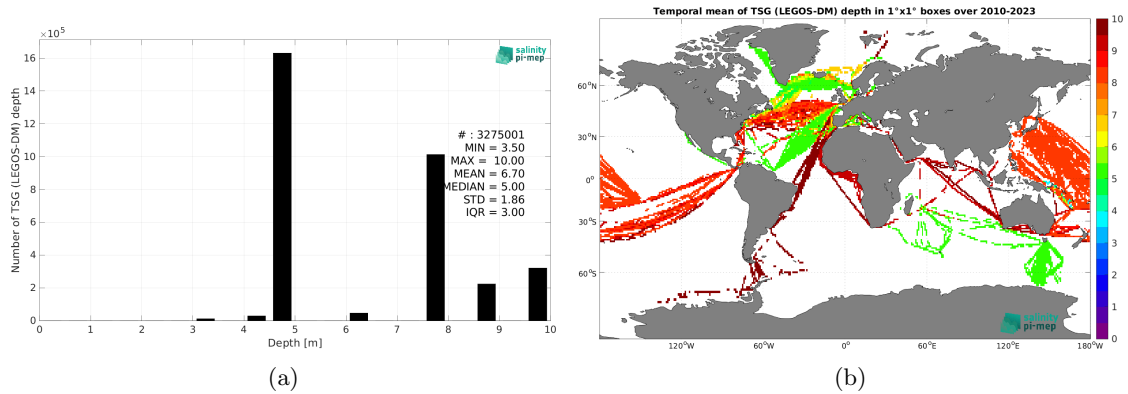 ×10⁵
16
14
12
10
8
6
4
2
0
Number of TSG (LEGOS-DM) depth
salinity
pi-mep
# : 3275001
MIN = 3.50
MAX = 10.00
MEAN = 6.70
MEDIAN = 5.00
STD = 1.86
IQR = 3.00
0 1 2 3 4 5 6 7 8 9 10
Depth [m]
(a)
Temporal mean of TSG (LEGOS-DM) depth in 1°x1° boxes over 2010-2023
60°N
30°N
0°
30°S
60°S
120°W 60°W 0° 60°E 120°E 180°W
salinity
pi-mep
10
9
8
7
6
5
4
3
2
1
0
(b)